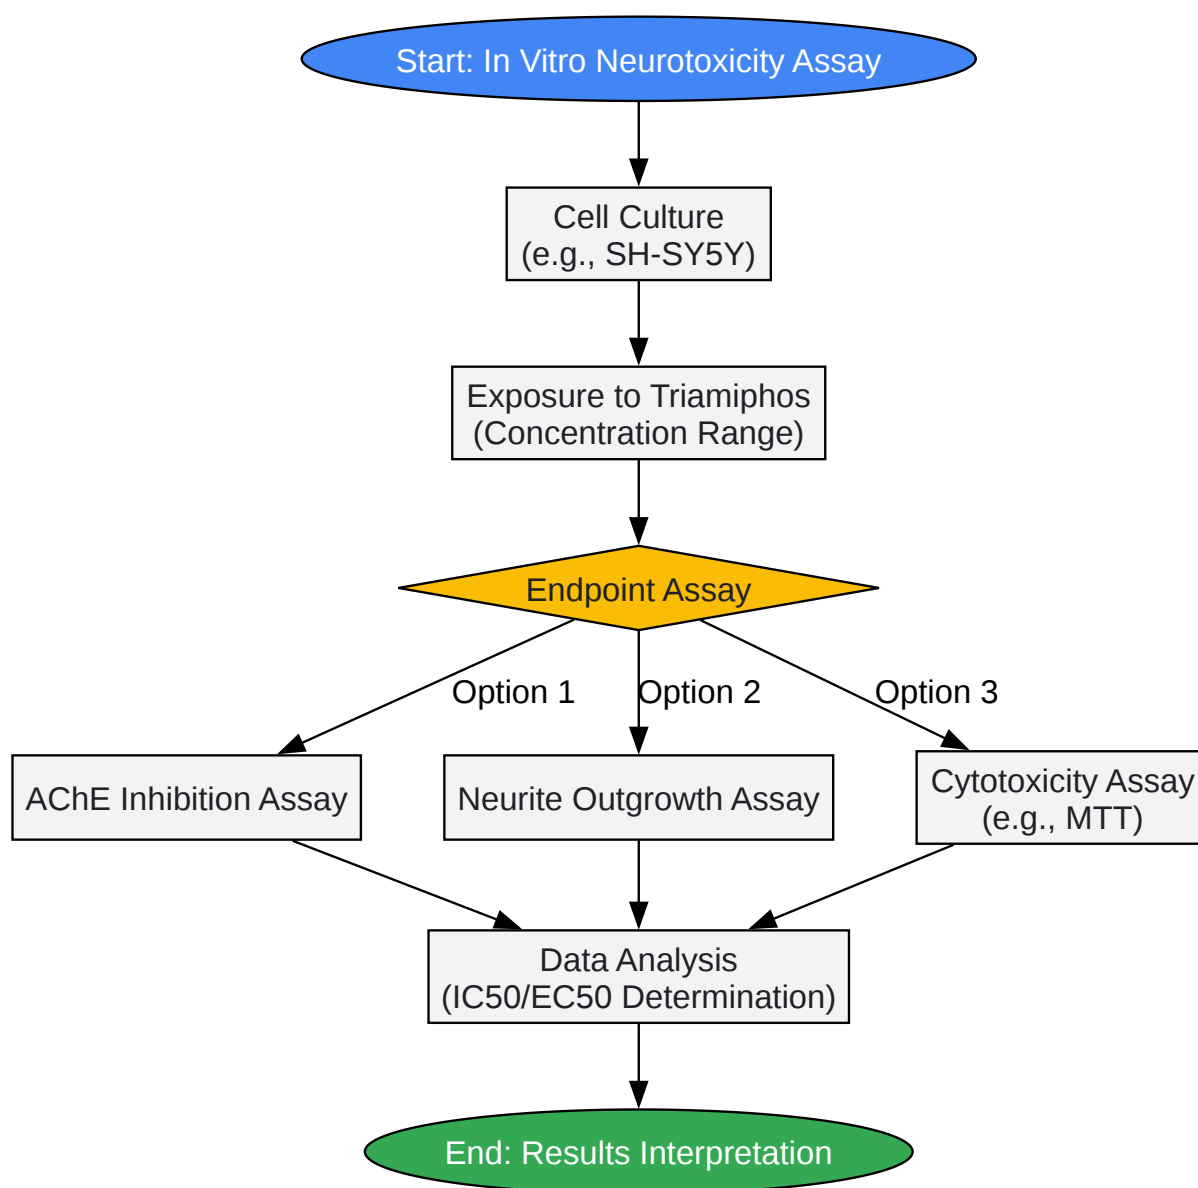 Start: In Vitro Neurotoxicity Assay
Cell Culture
(e.g., SH-SY5Y)
Exposure to Triamiphos
(Concentration Range)
Endpoint Assay
Option 1
Option 2
Option 3
AChE Inhibition Assay
Neurite Outgrowth Assay
Cytotoxicity Assay
(e.g., MTT)
Data Analysis
(IC50/EC50 Determination)
End: Results Interpretation